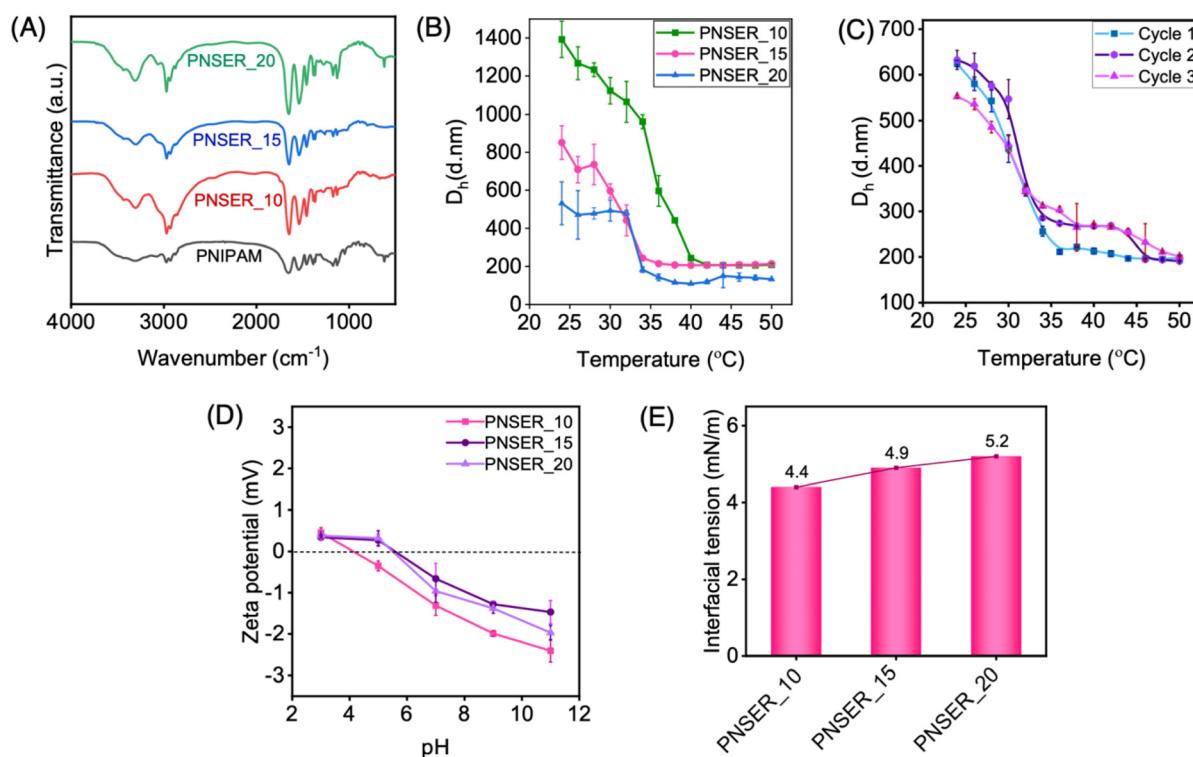 (A)
PNSER_20
PNSER_15
PNSER_10
PNIPAM
Transmittance (a.u.)
4000 3000 2000 1000
Wavenumber (cm⁻¹)
(B)
PNSER_10
PNSER_15
PNSER_20
1400
1200
1000
800
600
400
200
0
Dₕ(d.nm)
20 25 30 35 40 45 50
Temperature (°C)
(C)
Cycle 1
Cycle 2
Cycle 3
700
600
500
400
300
200
100
Dₕ(d.nm)
20 25 30 35 40 45 50
Temperature (°C)
(D)
PNSER_10
PNSER_15
PNSER_20
3
2
1
0
-1
-2
-3
Zeta potential (mV)
2 4 6 8 10 12
pH
(E)
6
4
2
0
Interfacial tension (mN/m)
4.4
4.9
5.2
PNSER_10
PNSER_15
PNSER_20